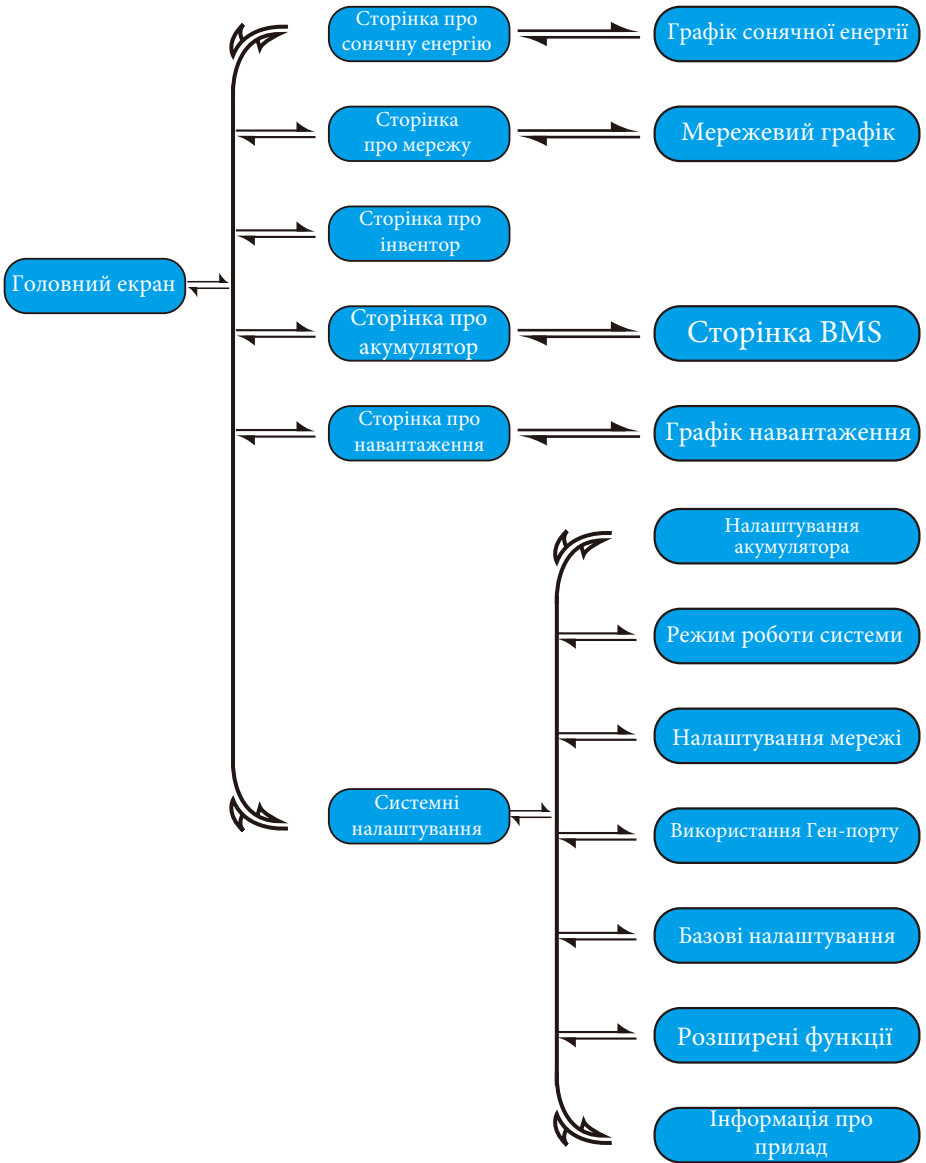 Сторінка про
сонячну енергію
Графік сонячної енергії
Сторінка
про мережу
Мережевий графік
Сторінка про
інвентор
Головний екран
Сторінка про
акумулятор
Сторінка BMS
Сторінка про
навантаження
Графік навантаження
Налаштування
акумулятора
Режим роботи системи
Налаштування мережі
Системні
налаштування
Використання Ген-порту
Базові налаштування
Розширені функції
Інформація про
прилад